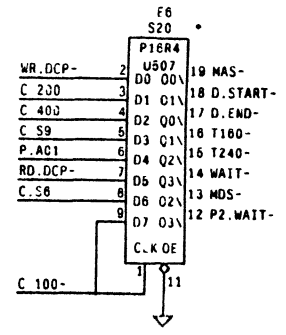 E6
S20
P16R4
U507
WR.DCP- 2 D0 O0\ 19 MAS-
C 200 3 D1 O1\ 18 D.START-
C 400 4 D2 Q0\ 17 D.END-
C S9 5 D3 Q1\ 16 T160-
P.A01 6 D4 Q2\ 15 T240-
RD.DCP- 7 D5 Q3\ 14 WAIT-
C.S6 8 D6 O2\ 13 MDS-
9 D7 O3\ 12 P2.WAIT-
CLK OE
C 100- 1 11